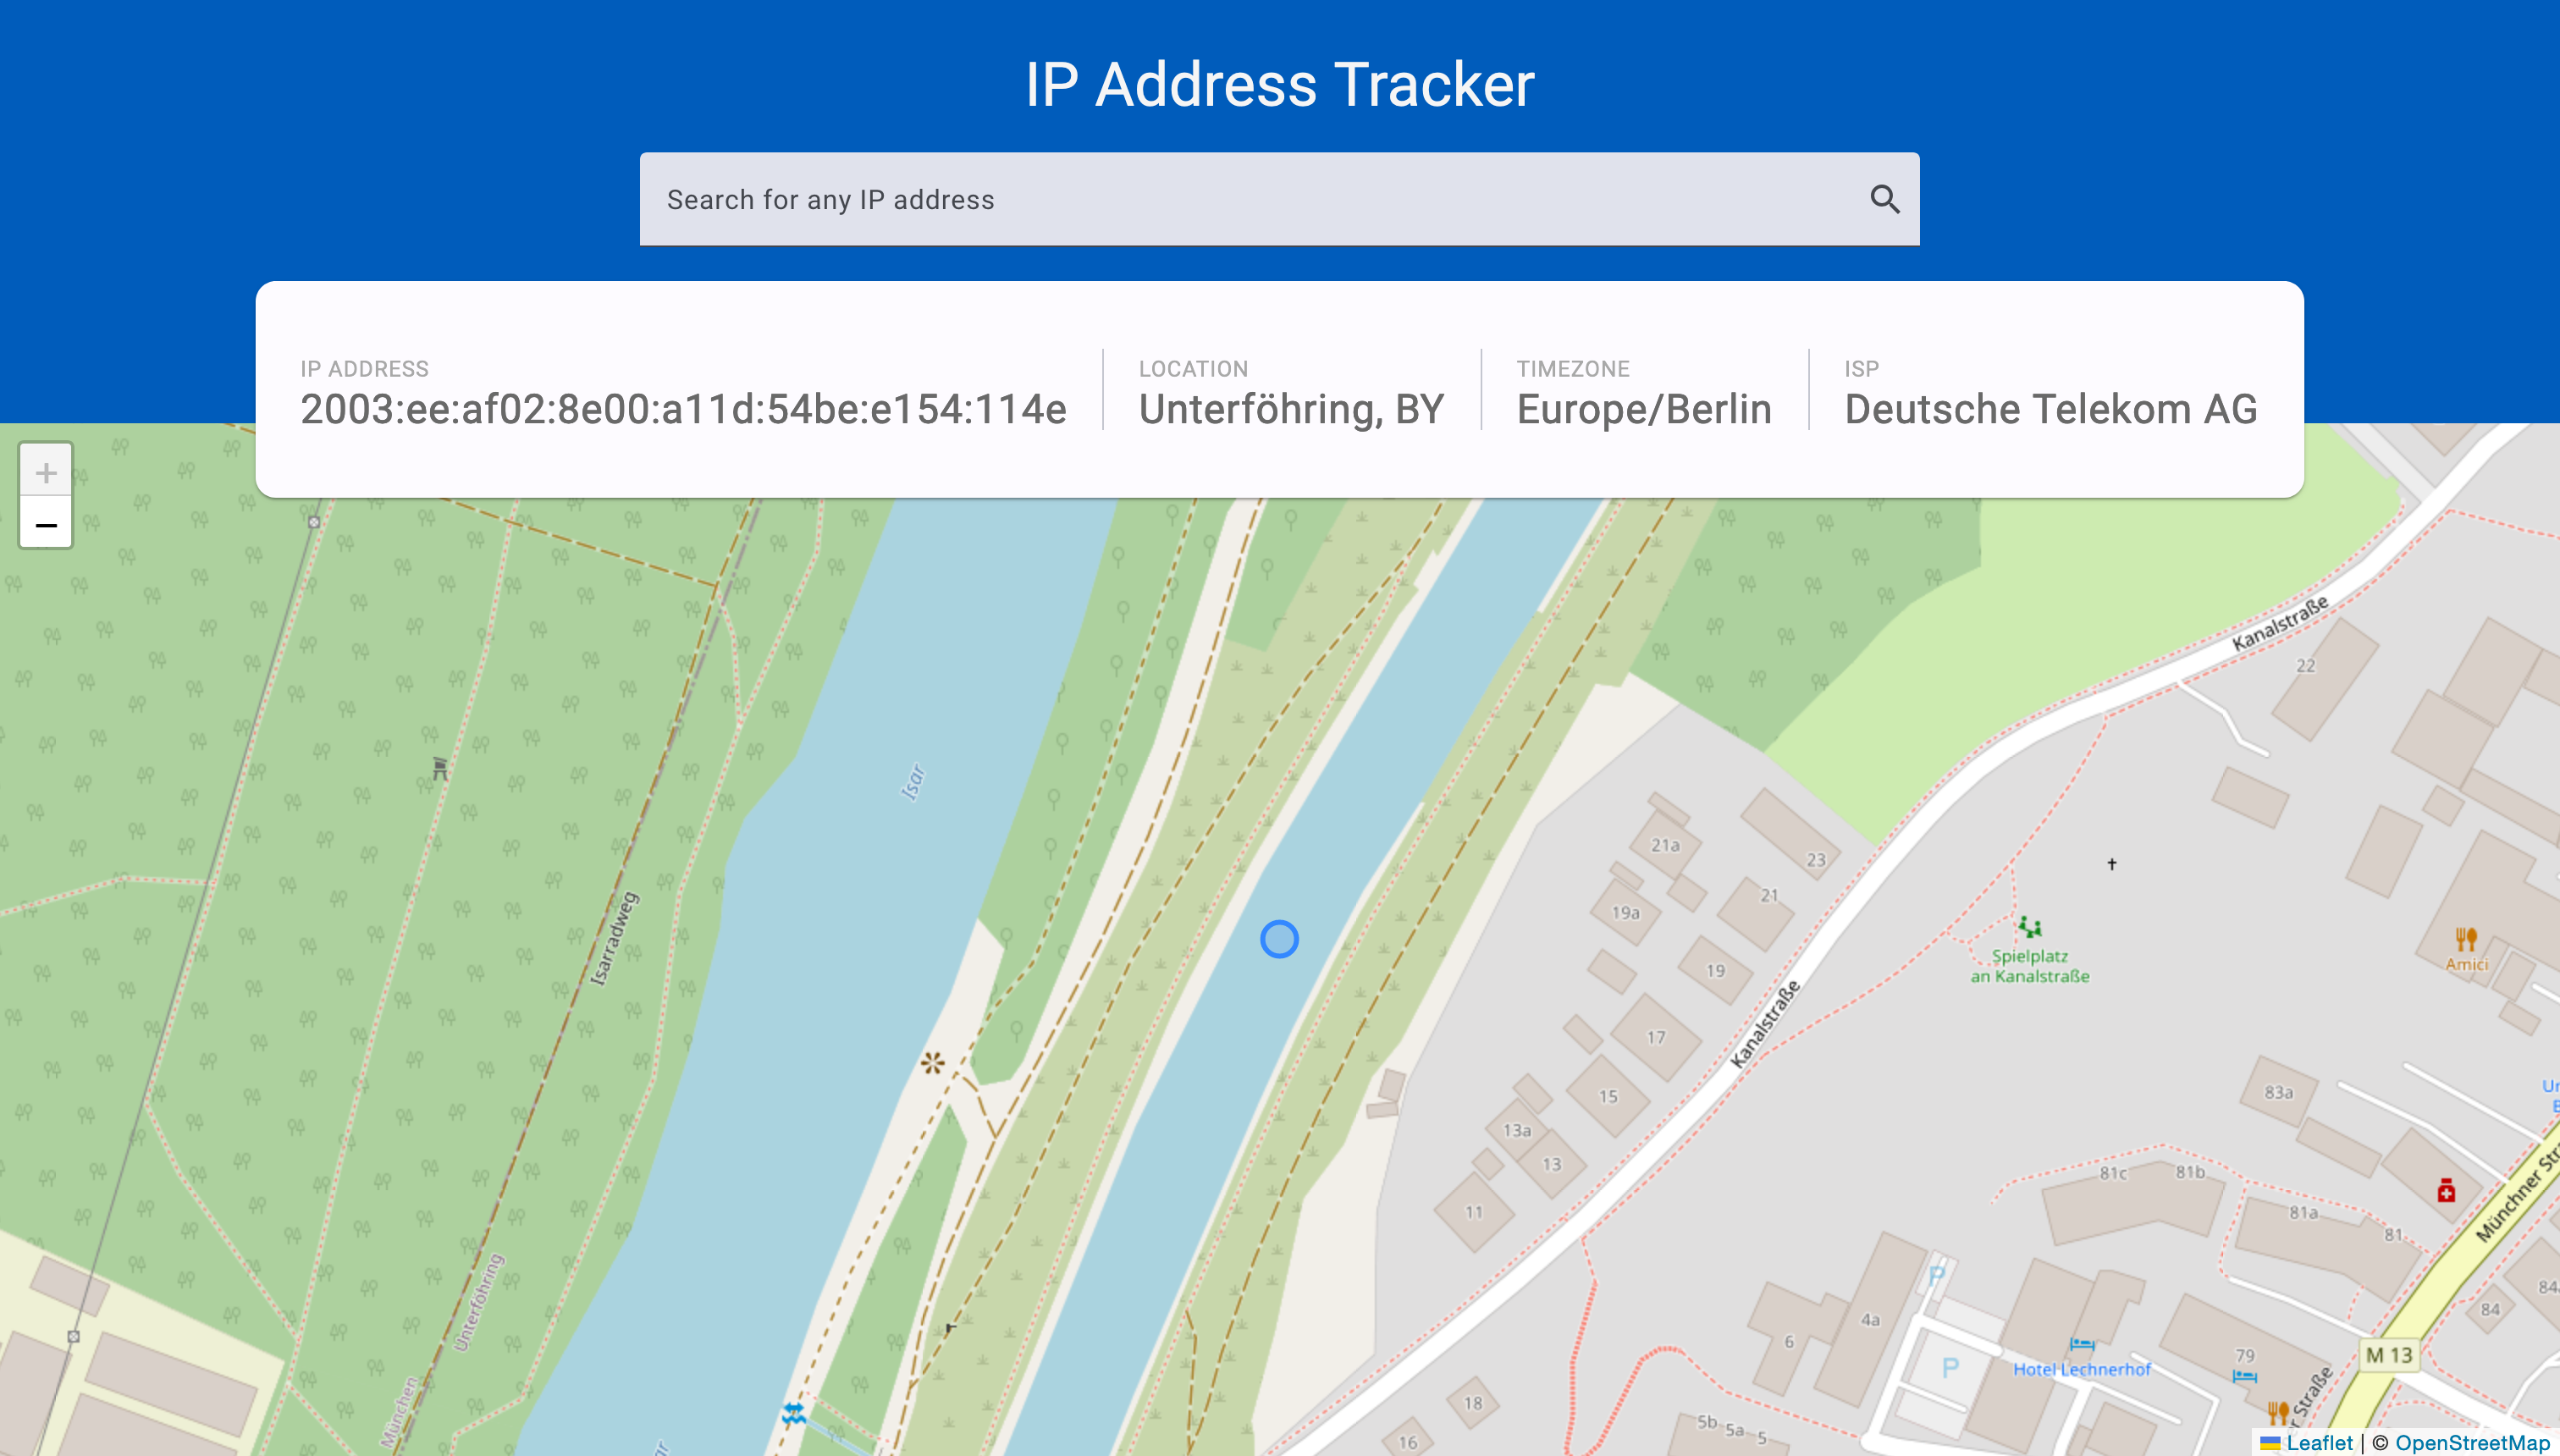 IP Address Tracker
Search for any IP address
IP ADDRESS
2003:ee:af02:8e00:a11d:54be:e154:114e
LOCATION
Unterföhring, BY
TIMEZONE
Europe/Berlin
ISP
Deutsche Telekom AG
+
−
Kanalstraße
22
Isar
21a
23
21
19a
19
Spielplatz
an Kanalstraße
Amici
Isarradweg
Kanalstraße
17
15
83a
13a
13
11
81c
81b
81a
81
Münchner Str
Unterföhring
München
P
4a
6
P
Hotel Lechnerhof
79
M 13
84
84
18
16
5b
5a
5
r Straße
Leaflet | © OpenStreetMap